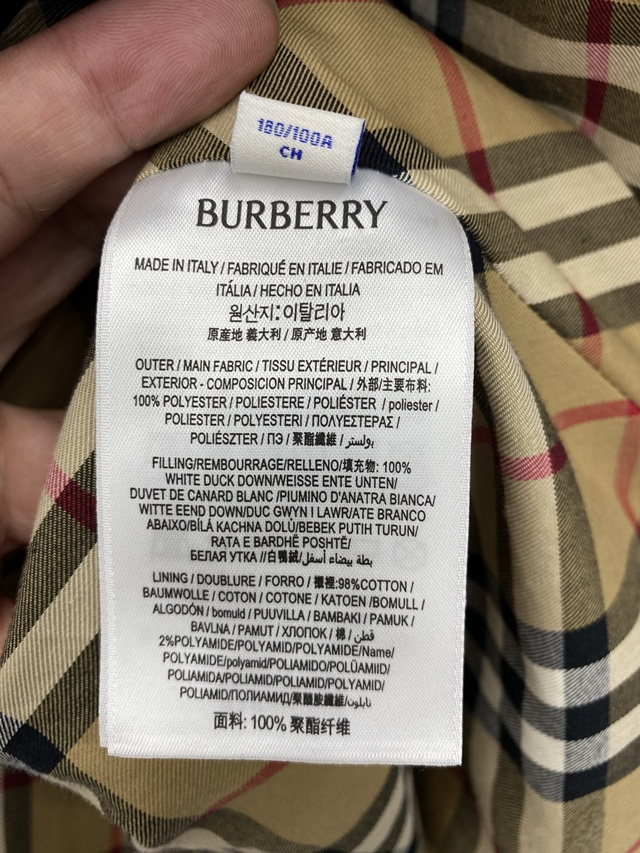 180/100A
CH
BURBERRY
MADE IN ITALY / FABRIQUÉ EN ITALIE / FABRICADO EM
ITÁLIA / HECHO EN ITALIA
원산지: 이탈리아
原産地 義大利 / 原产地 意大利
OUTER / MAIN FABRIC / TISSU EXTÉRIEUR / PRINCIPAL /
EXTERIOR - COMPOSICIÓN PRINCIPAL / 外部/主要布料:
100% POLYESTER / POLIESTERE / POLIÉSTER / poliester /
POLIESTER / POLYESTERI / ΠΟΛΥΕΣΤΕΡΑΣ /
POLIÉSZTER / ПЭ / 聚酯纖維 / بولستر/
FILLING/REMBOURRAGE/RELLENO/填充物: 100%
WHITE DUCK DOWN/WEISSE ENTE UNTEN/
DUVET DE CANARD BLANC /PIUMINO D'ANATRA BIANCA/
WITTE EEND DOWN/DUC GWYN I LAWR/ATE BRANCO
ABAIXO/BÍLÁ KACHNA DOLŮ/BEBEK PUTIH TURUN/
RATA E BARDHË POSHTË/
БЕЛАЯ УТКА //白鴨絨/بطة بيضاء أسفل/
LINING / DOUBLURE / FORRO / 襯裡:98%COTTON /
BAUMWOLLE / COTON / COTONE / KATOEN /BOMULL /
ALGODÓN / bomuld / PUUVILLA / BAMBAKI / PAMUK /
BAVLNA / PAMUT / ХЛОПОК / 棉 / قطن /
2%POLYAMIDE/POLYAMID/POLYAMIDE/Name/
POLYAMIDE/polyamid/POLIAMIDO/POLÜAMIID/
POLIAMIDA/POLIAMID/POLIAMID/POLYAMID/
POLIAMID/ПОЛИАМИД/聚醯胺纖維/نايلون/
面料: 100% 聚酯纤维